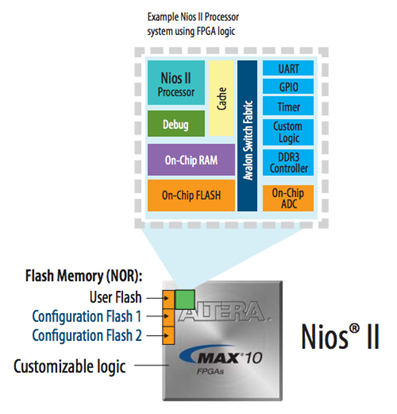 Example Nios II Processor
system using FPGA logic
Nios II
Processor
Cache
Debug
On-Chip RAM
On-Chip FLASH
Avalon Switch Fabric
UART
GPIO
Timer
Custom
Logic
DDR3
Controller
On-Chip
ADC
Flash Memory (NOR):
User Flash
Configuration Flash 1
Configuration Flash 2
Customizable logic
ALTERA®
MAX® 10
FPGAs
Nios® II